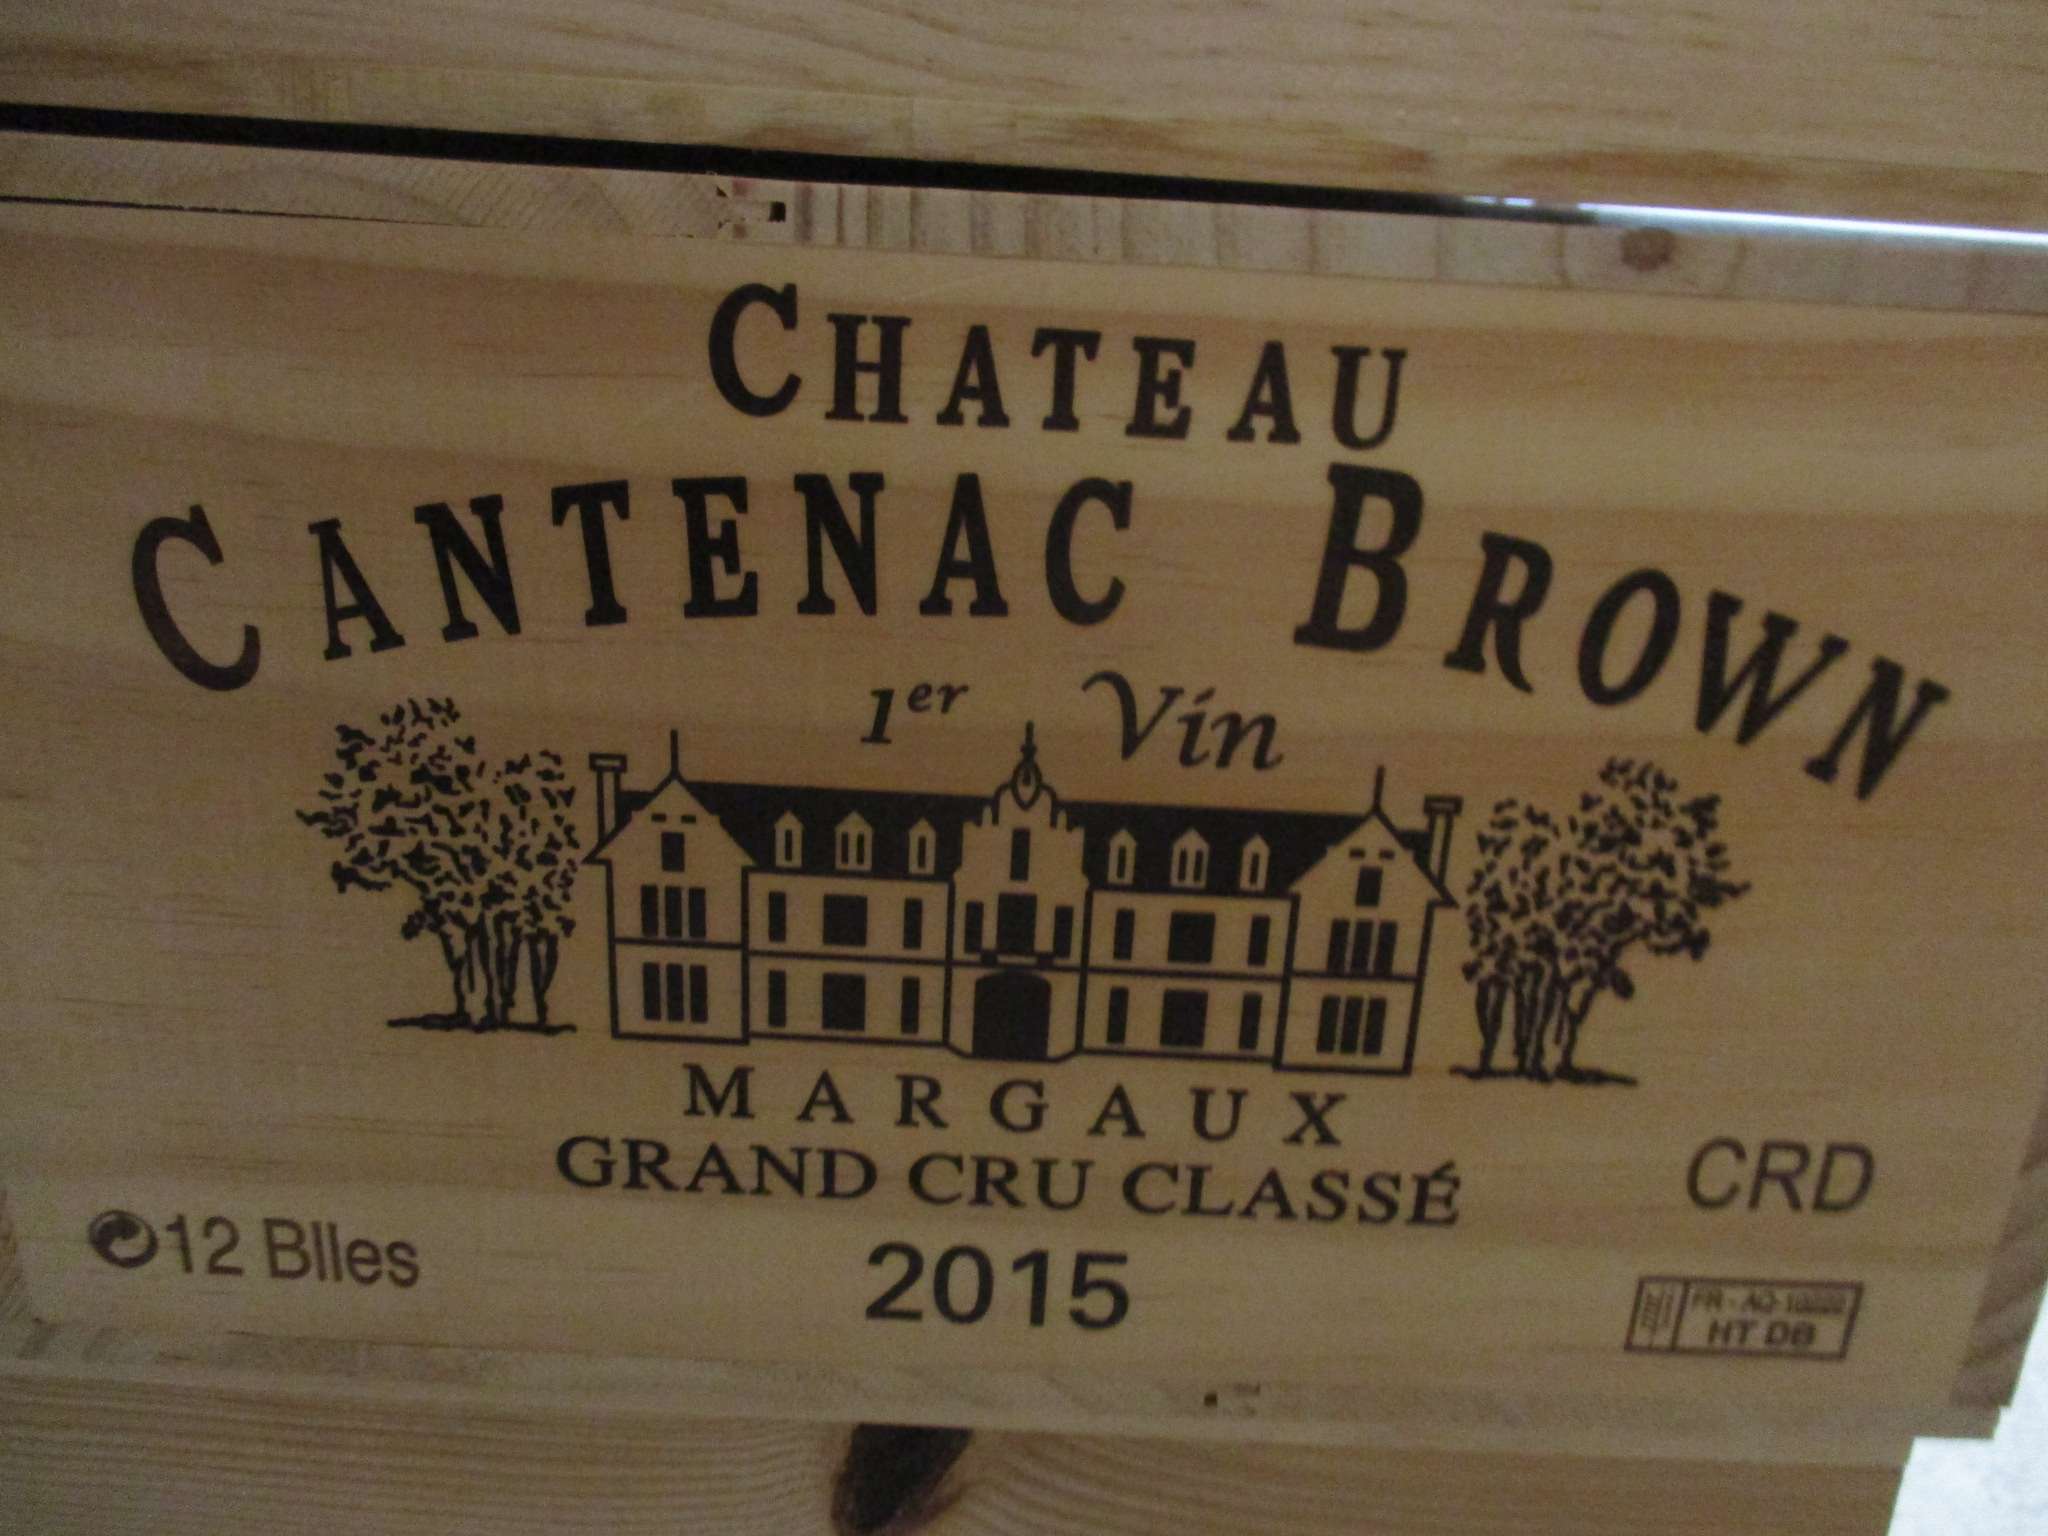 CHATEAU
CANTENAC BROWN
1er Vin
MARGAUX
GRAND CRU CLASSÉ
CRD
12 Blles
2015
HT DB